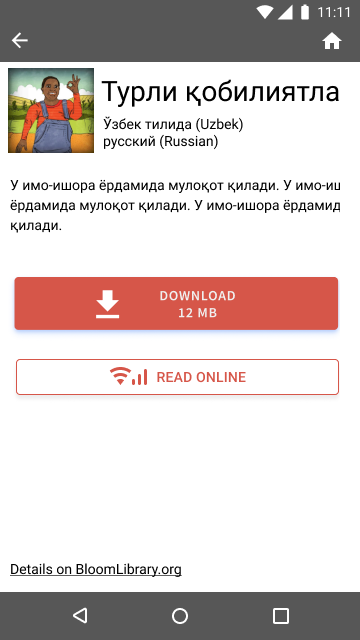 11:11
Турли қобилиятла
Ўзбек тилида (Uzbek)
русский (Russian)
У имо-ишора ёрдамида мулоқот қилади. У имо-иш
ёрдамида мулоқот қилади. У имо-ишора ёрдамид
қилади.
DOWNLOAD
12 MB
READ ONLINE
Details on BloomLibrary.org